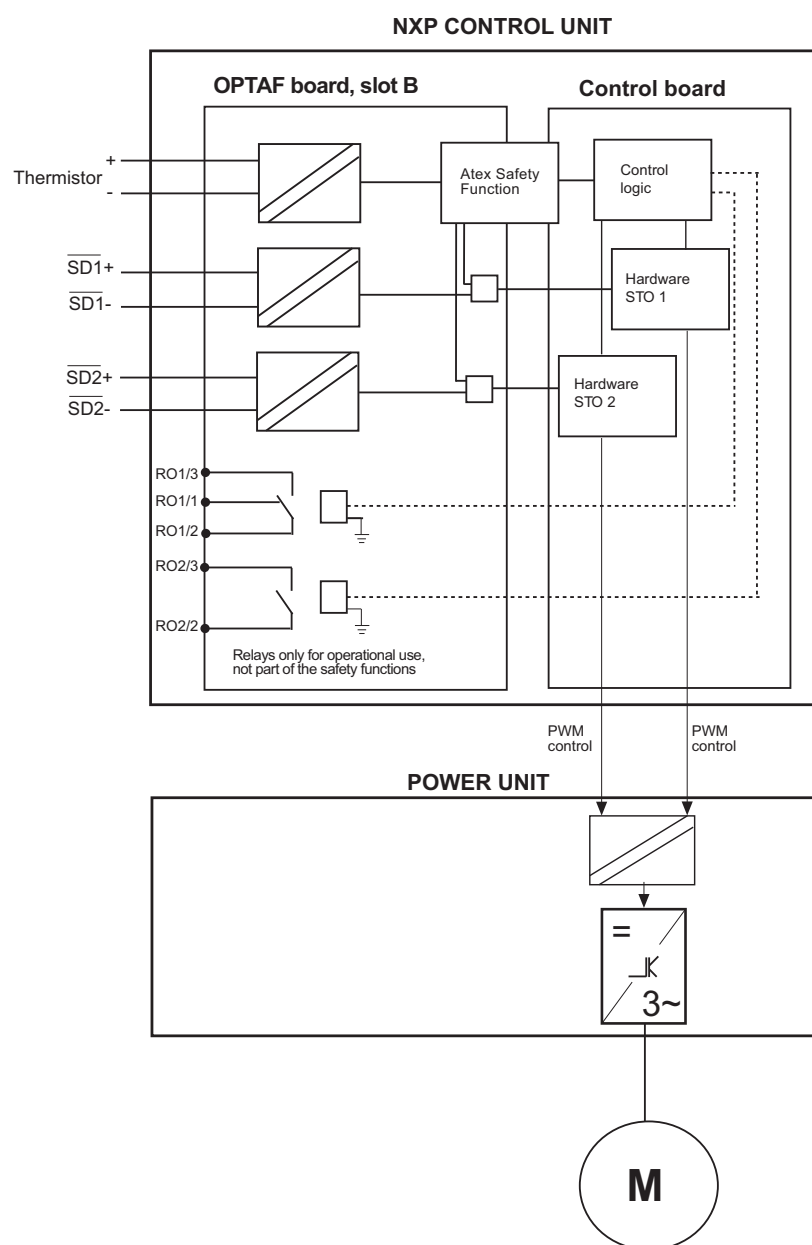 NXP CONTROL UNIT
OPTAF board, slot B
Control board
+
Thermistor
-
Atex Safety
Function
Control
logic
SD1+
SD1-
Hardware
STO 1
SD2+
SD2-
Hardware
STO 2
RO1/3
RO1/1
RO1/2
RO2/3
RO2/2
Relays only for operational use,
not part of the safety functions
PWM
control
PWM
control
POWER UNIT
=
3~
M